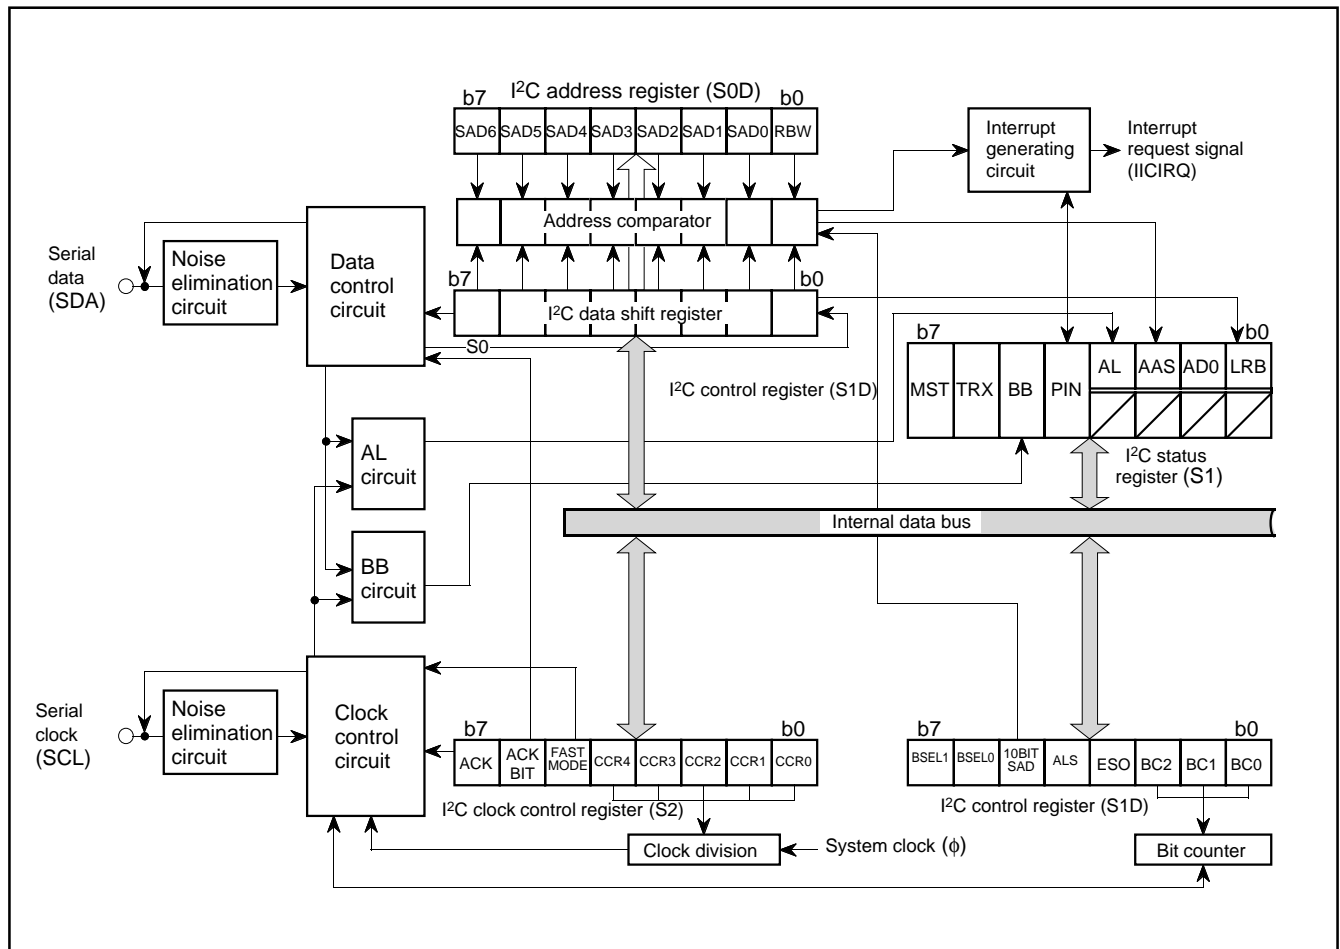 I2C address register (S0D)
b7
b0
SAD6 SAD5 SAD4 SAD3 SAD2 SAD1 SAD0 RBW
Interrupt
generating
circuit
Interrupt
request signal
(IICIRQ)
Address comparator
Serial
data
(SDA)
Noise
elimination
circuit
Data
control
circuit
b7
b0
I2C data shift register
S0
b7
b0
MST TRX BB PIN AL AAS AD0 LRB
I2C control register (S1D)
AL
circuit
I2C status
register (S1)
Internal data bus
BB
circuit
Serial
clock
(SCL)
Noise
elimination
circuit
Clock
control
circuit
b7
b0
ACK
ACK
BIT
FAST
MODE
CCR4 CCR3 CCR2 CCR1 CCR0
I2C clock control register (S2)
b7
b0
BSEL1 BSEL0
10BIT
SAD
ALS ESO BC2 BC1 BC0
I2C control register (S1D)
Clock division
System clock (ϕ)
Bit counter